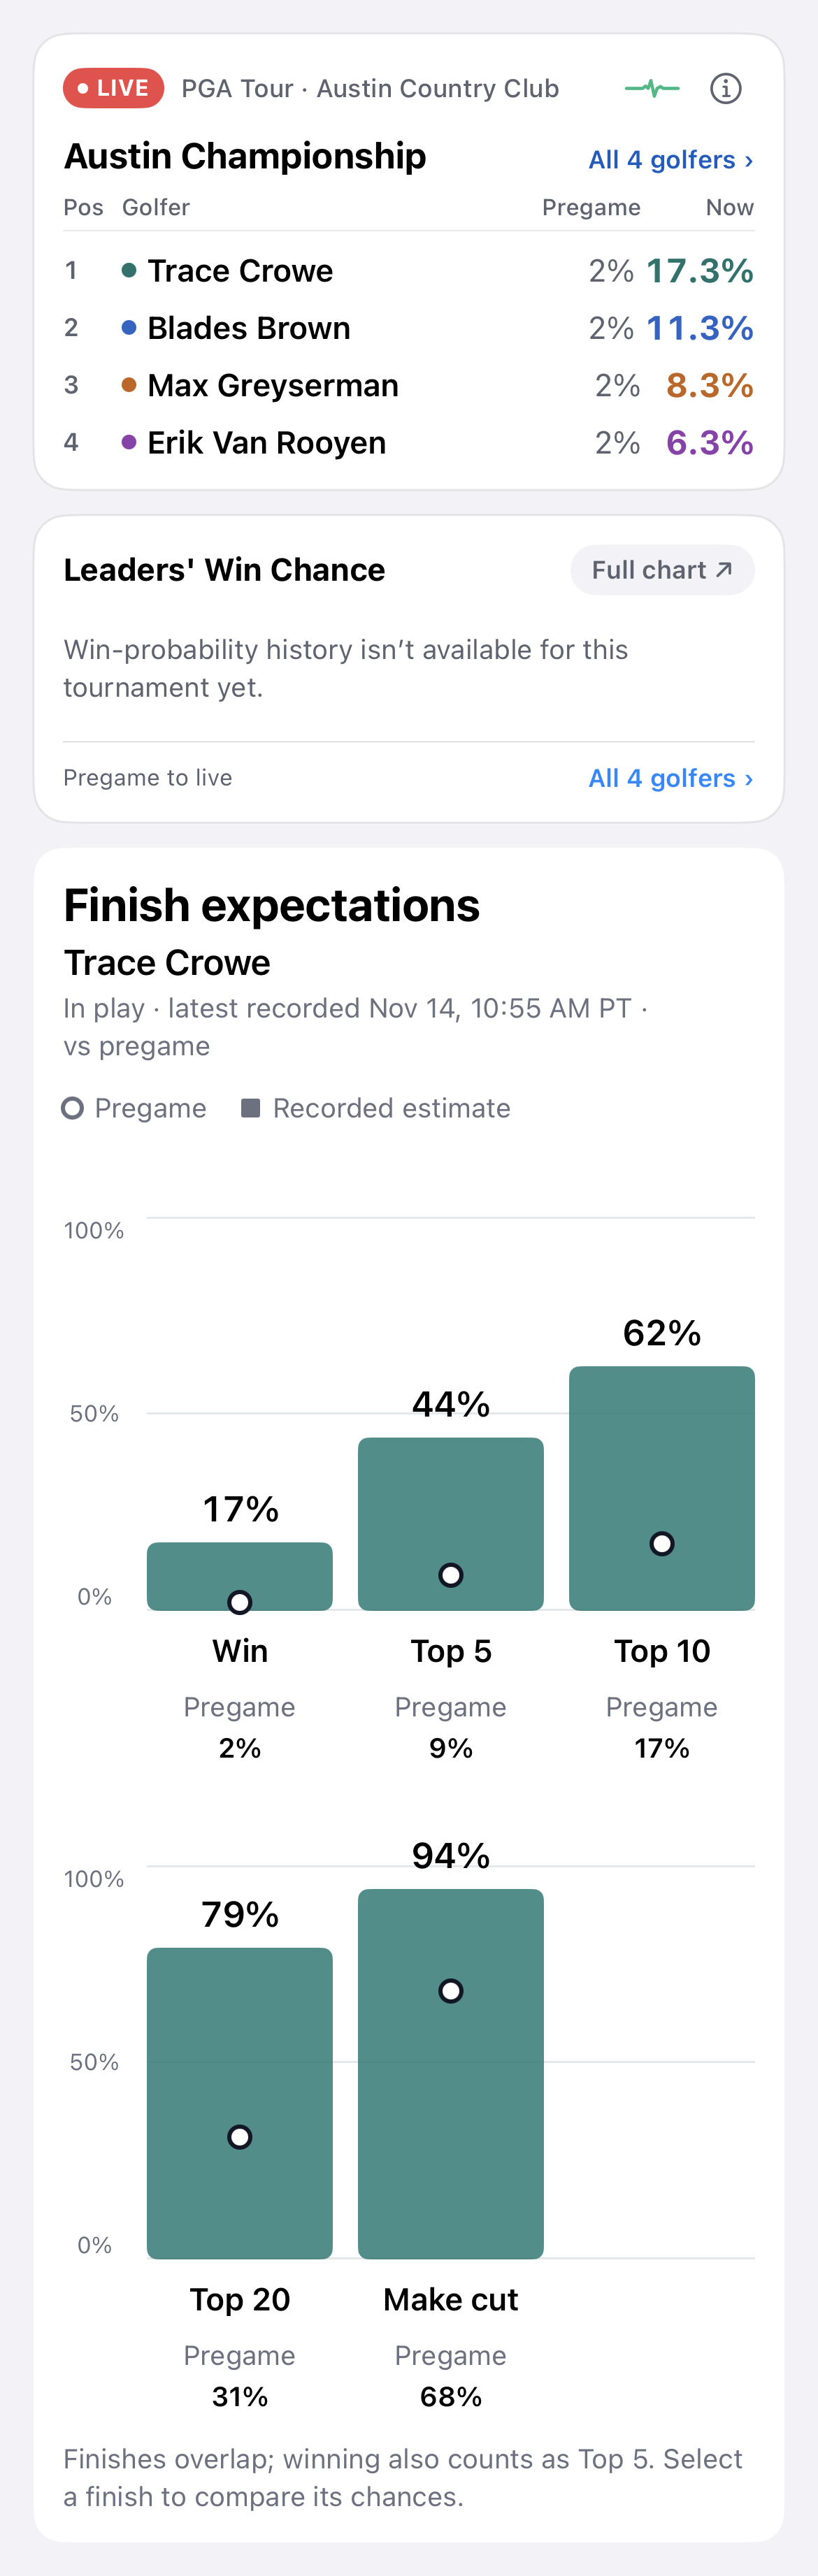 LIVE PGA Tour · Austin Country Club
Austin Championship All 4 golfers ›
Pos Golfer Pregame Now
1 Trace Crowe 2% 17.3%
2 Blades Brown 2% 11.3%
3 Max Greyserman 2% 8.3%
4 Erik Van Rooyen 2% 6.3%
Leaders' Win Chance Full chart ↗
Win-probability history isn’t available for this
tournament yet.
Pregame to live All 4 golfers ›
Finish expectations
Trace Crowe
In play · latest recorded Nov 14, 10:55 AM PT ·
vs pregame
Pregame Recorded estimate
100%
62%
50% 44%
17%
0%
Win Top 5 Top 10
Pregame Pregame Pregame
2% 9% 17%
94%
100%
79%
50%
0%
Top 20 Make cut
Pregame Pregame
31% 68%
Finishes overlap; winning also counts as Top 5. Select
a finish to compare its chances.